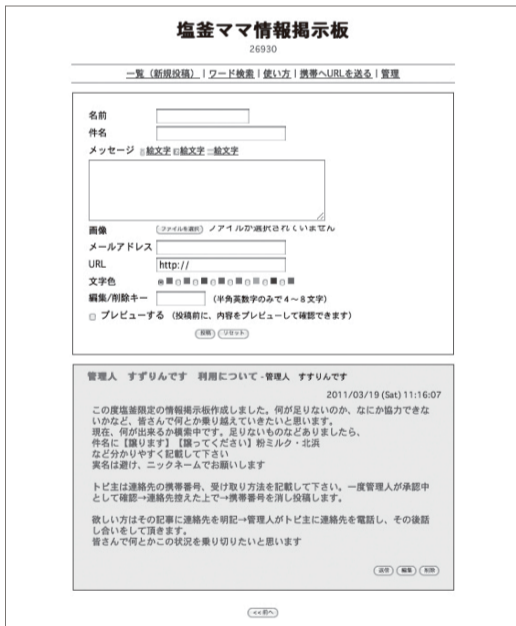 塩釜ママ情報掲示板
26930
一覧（新規投稿）｜ワード検索｜使い方｜携帯へURLを送る｜管理
名前
件名
メッセージ 絵文字 絵文字 絵文字
画像 ファイルを選択 ファイルが選択されていません
メールアドレス
URL http://
文字色
編集/削除キー （半角英数字のみで４～８文字）
プレビューする （投稿前に、内容をプレビューして確認できます）
投稿 リセット
管理人 すずりんです 利用について - 管理人 すずりんです
2011/03/19 (Sat) 11:16:07
この度塩釜限定の情報掲示板作成しました。何が足りないのか、なにか協力できな
いかなど、皆さんで何とか乗り越えていきたいと思います。
現在、何が出来るか模索中です。足りないものなどありましたら、
件名に【譲ります】【譲ってください】粉ミルク・北浜
など分かりやすく記載して下さい
実名は避け、ニックネームでお願いします
トピ主は連絡先の携帯番号、受け取り方法を記載して下さい。一度管理人が承認中
として確認→連絡先控えた上で→携帯番号を消し投稿します。
欲しい方はその記事に連絡先を明記→管理人がトピ主に連絡先を電話し、その後話
し合いをして頂きます。
皆さんで何とかこの状況を乗り切りたいと思います
返信 編集 削除
<<前へ